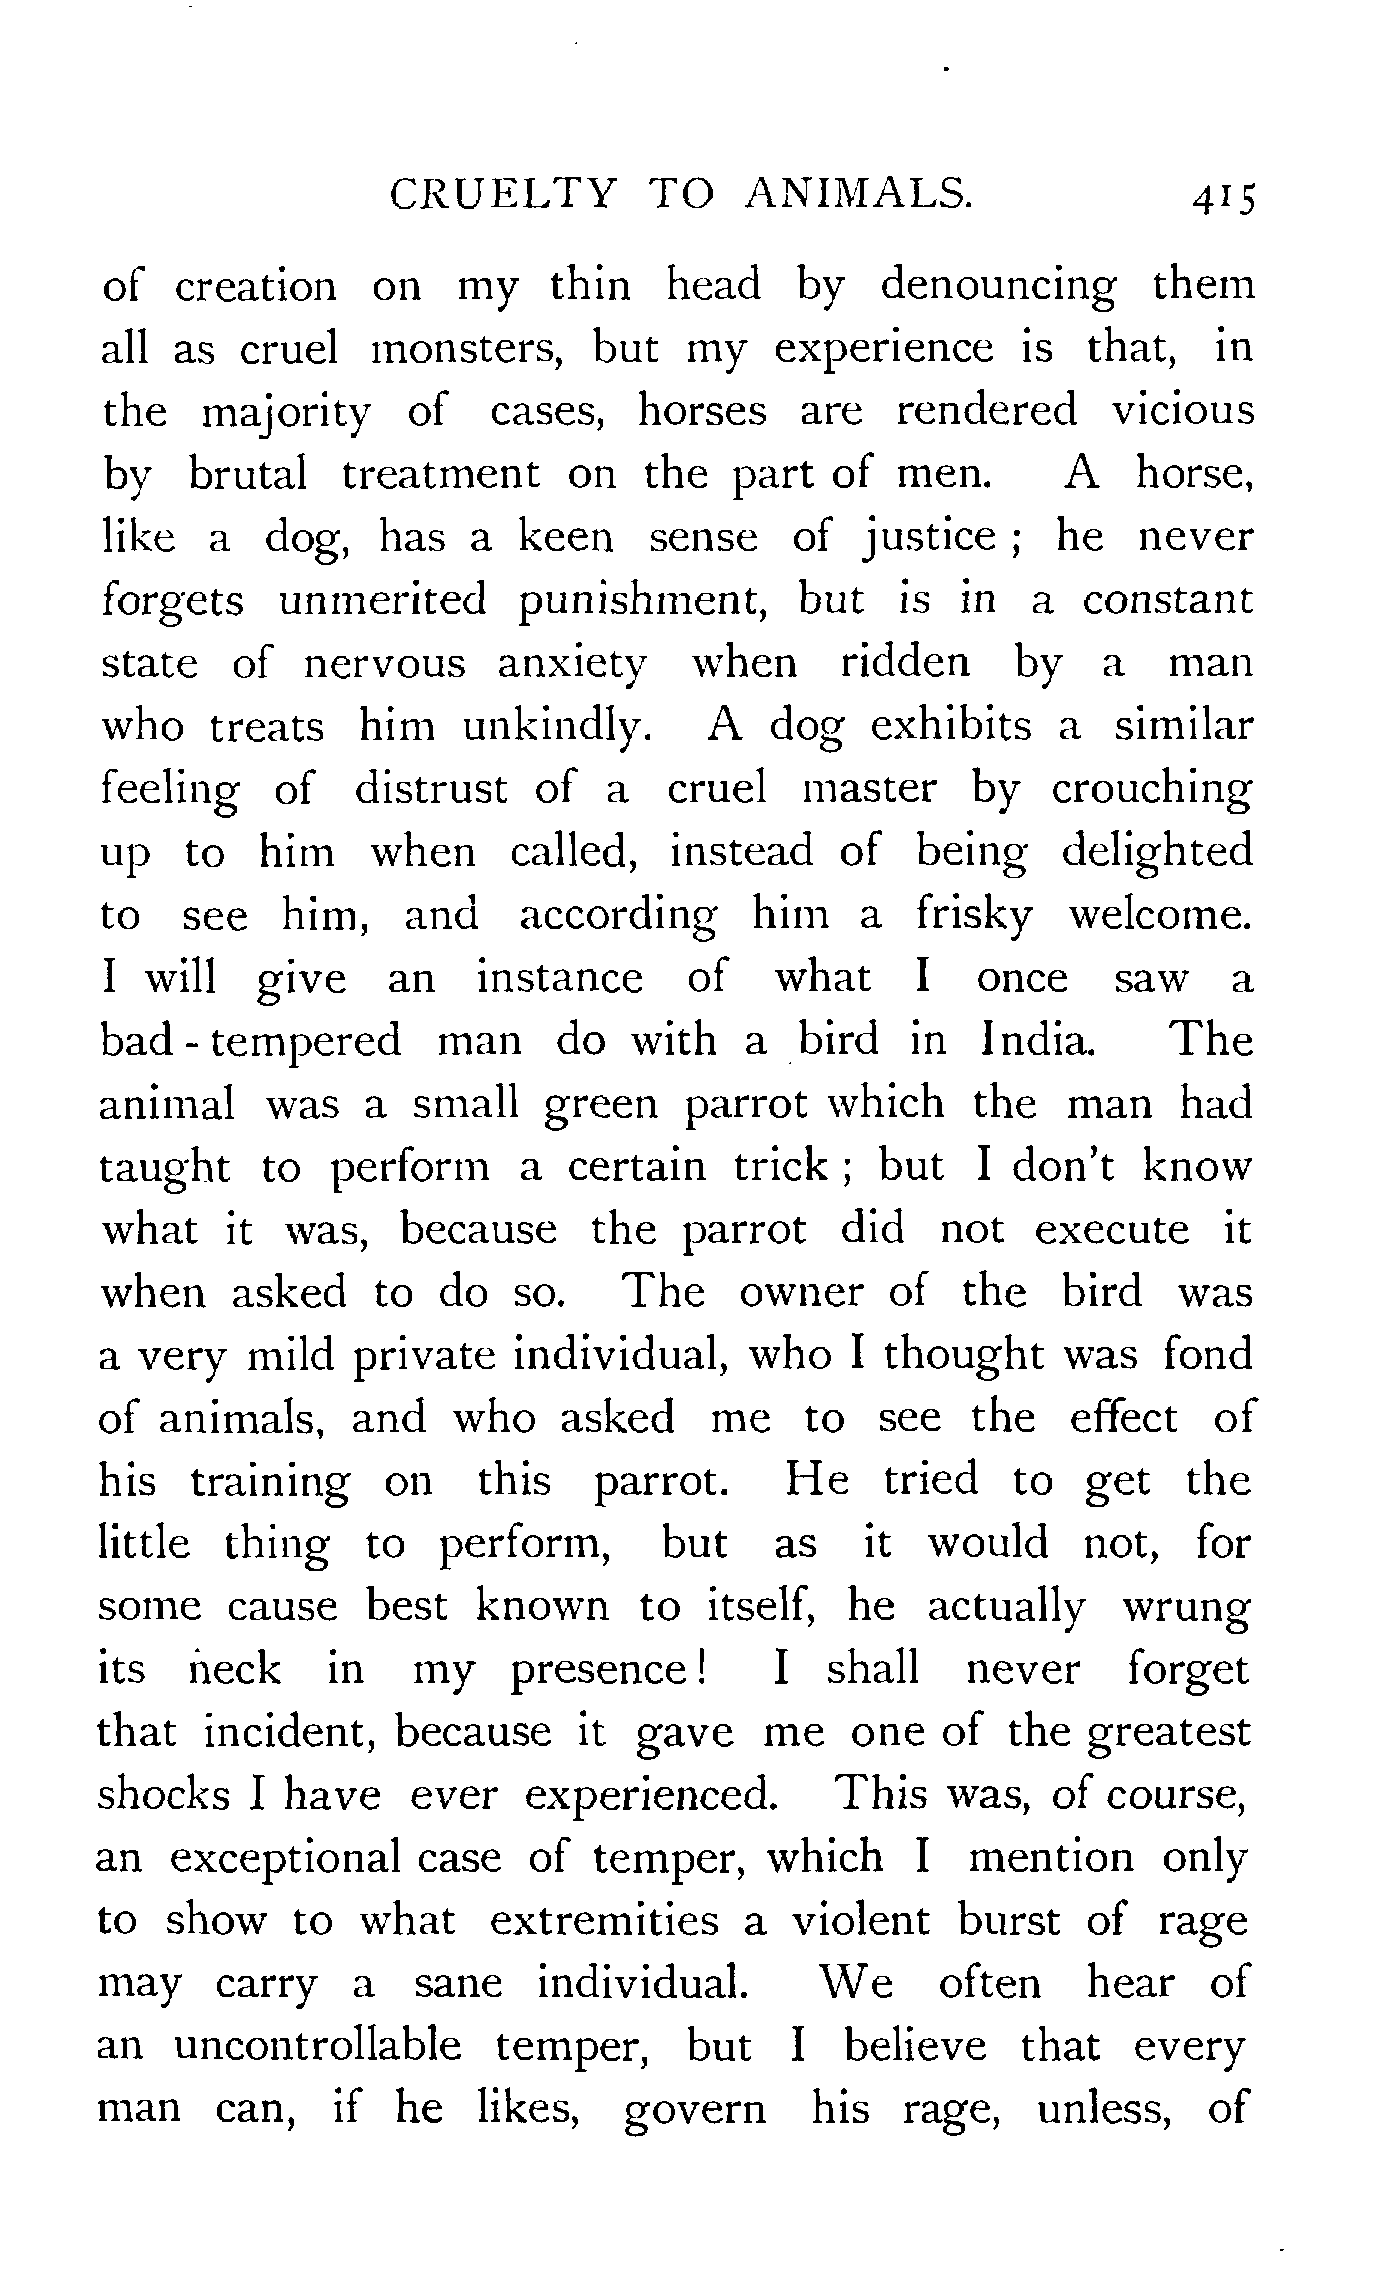 CRUELTY TO ANIMALS. 415
of creation on my thin head by denouncing them
all as cruel monsters, but my experience is that, in
the majority of cases, horses are rendered vicious
by brutal treatment on the part of men. A horse,
like a dog, has a keen sense of justice ; he never
forgets unmerited punishment, but is in a constant
state of nervous anxiety when ridden by a man
who treats him unkindly. A dog exhibits a similar
feeling of distrust of a cruel master by crouching
up to him when called, instead of being delighted
to see him, and according him a frisky welcome.
I will give an instance of what I once saw a
bad - tempered man do with a bird in India. The
animal was a small green parrot which the man had
taught to perform a certain trick ; but I don't know
what it was, because the parrot did not execute it
when asked to do so. The owner of the bird was
a very mild private individual, who I thought was fond
of animals, and who asked me to see the effect of
his training on this parrot. He tried to get the
little thing to perform, but as it would not, for
some cause best known to itself, he actually wrung
its neck in my presence ! I shall never forget
that incident, because it gave me one of the greatest
shocks I have ever experienced. This was, of course,
an exceptional case of temper, which I mention only
to show to what extremities a violent burst of rage
may carry a sane individual. We often hear of
an uncontrollable temper, but I believe that every
man can, if he likes, govern his rage, unless, of